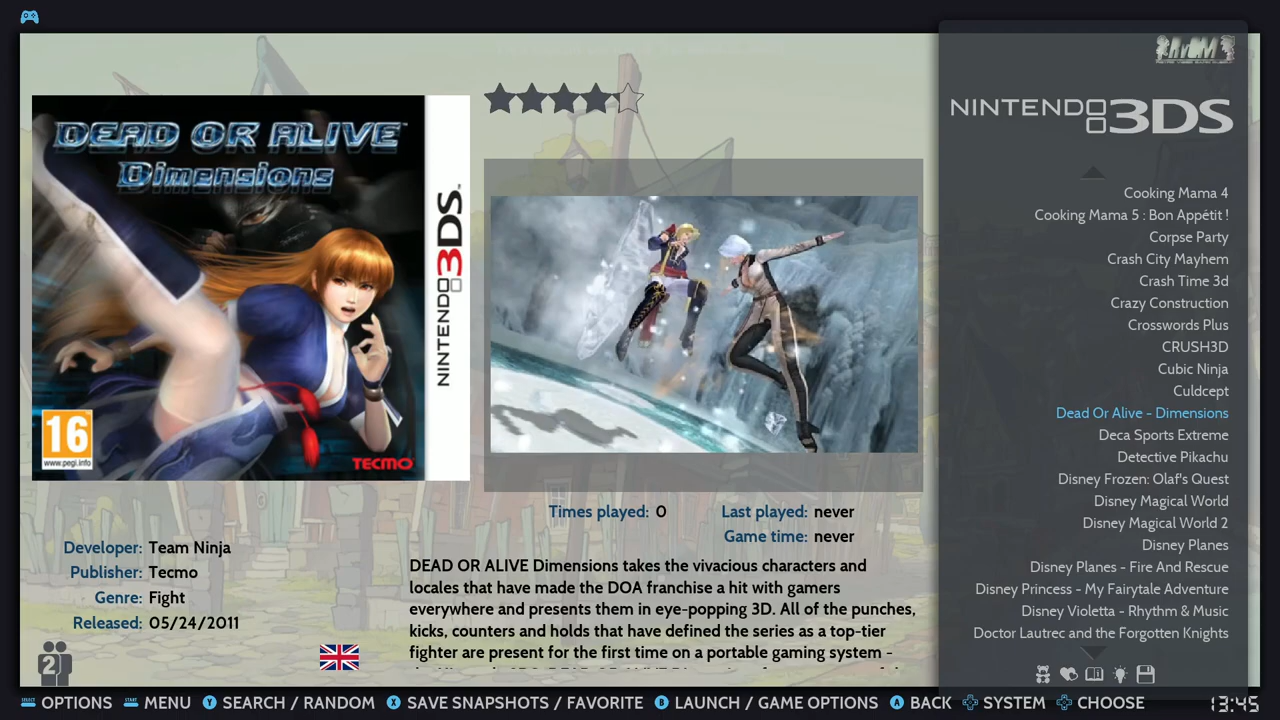 NINTENDO 3DS
DEAD OR ALIVE™
Dimensions
NINTENDO 3DS™
16
www.pegi.info
TECMO
Times played: 0
Last played: never
Game time: never
Developer: Team Ninja
Publisher: Tecmo
Genre: Fight
Released: 05/24/2011
2
DEAD OR ALIVE Dimensions takes the vivacious characters and
locales that have made the DOA franchise a hit with gamers
everywhere and presents them in eye-popping 3D. All of the punches,
kicks, counters and holds that have defined the series as a top-tier
fighter are present for the first time on a portable gaming system -
Cooking Mama 4
Cooking Mama 5 : Bon Appétit !
Corpse Party
Crash City Mayhem
Crash Time 3d
Crazy Construction
Crosswords Plus
CRUSH3D
Cubic Ninja
Culdcept
Dead Or Alive - Dimensions
Deca Sports Extreme
Detective Pikachu
Disney Frozen: Olaf's Quest
Disney Magical World
Disney Magical World 2
Disney Planes
Disney Planes - Fire And Rescue
Disney Princess - My Fairytale Adventure
Disney Violetta - Rhythm & Music
Doctor Lautrec and the Forgotten Knights
SELECT OPTIONS START MENU Y SEARCH / RANDOM X SAVE SNAPSHOTS / FAVORITE B LAUNCH / GAME OPTIONS A BACK SYSTEM CHOOSE 13:45